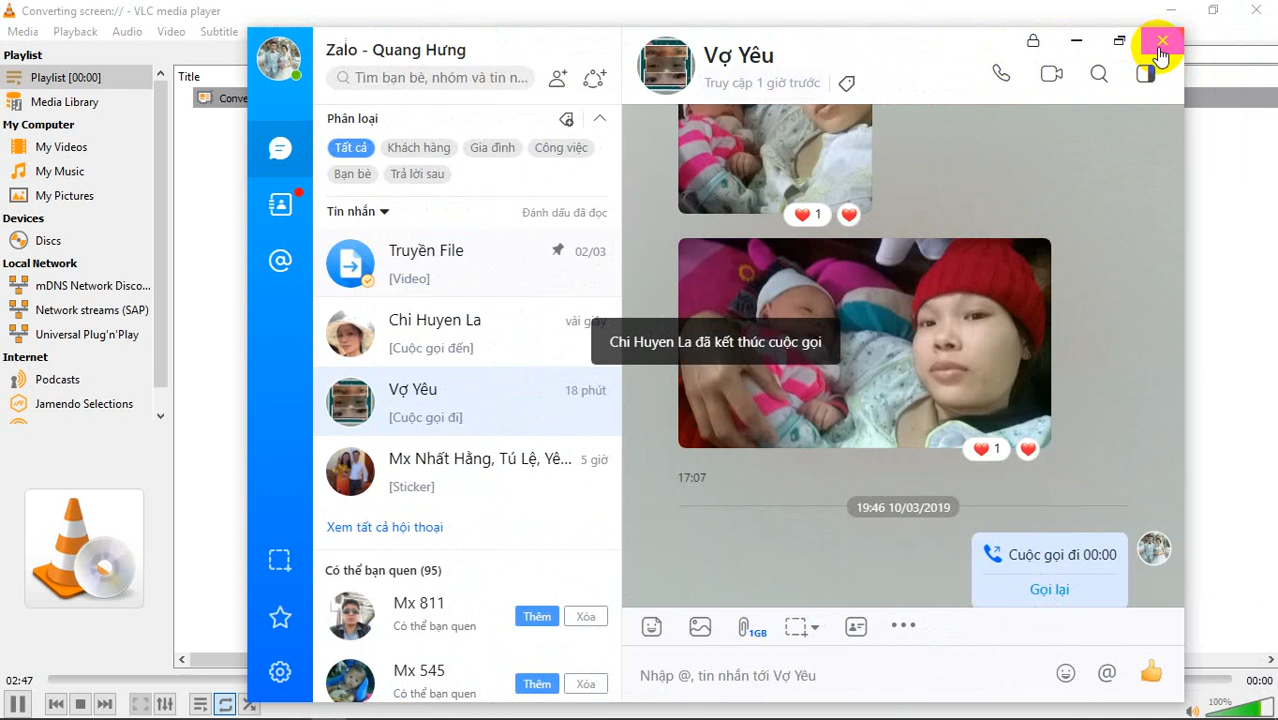 Converting screen:// - VLC media player
Media Playback Audio Video Subtitle
Playlist
Playlist [00:00]
Media Library
My Computer
My Videos
My Music
My Pictures
Devices
Discs
Local Network
mDNS Network Disco...
Network streams (SAP)
Universal Plug'n'Play
Internet
Podcasts
Jamendo Selections
Title
Conve
02:47
00:00
100%
Zalo - Quang Hưng
Tìm bạn bè, nhóm và tin n...
Phân loại
Tất cả Khách hàng Gia đình Công việc
Bạn bè Trả lời sau
Tin nhắn Đánh dấu đã đọc
Truyền File 02/03
[Video]
Chi Huyen La vài giây
[Cuộc gọi đến]
Vợ Yêu 18 phút
[Cuộc gọi đi]
Mx Nhất Hằng, Tú Lệ, Yê... 5 giờ
[Sticker]
Xem tất cả hội thoại
Có thể bạn quen (95)
Mx 811
Có thể bạn quen
Thêm Xóa
Mx 545
Có thể bạn quen
Thêm Xóa
Vợ Yêu
Truy cập 1 giờ trước
1
Chi Huyen La đã kết thúc cuộc gọi
1
17:07
19:46 10/03/2019
Cuộc gọi đi 00:00
Gọi lại
1GB
Nhập @, tin nhắn tới Vợ Yêu